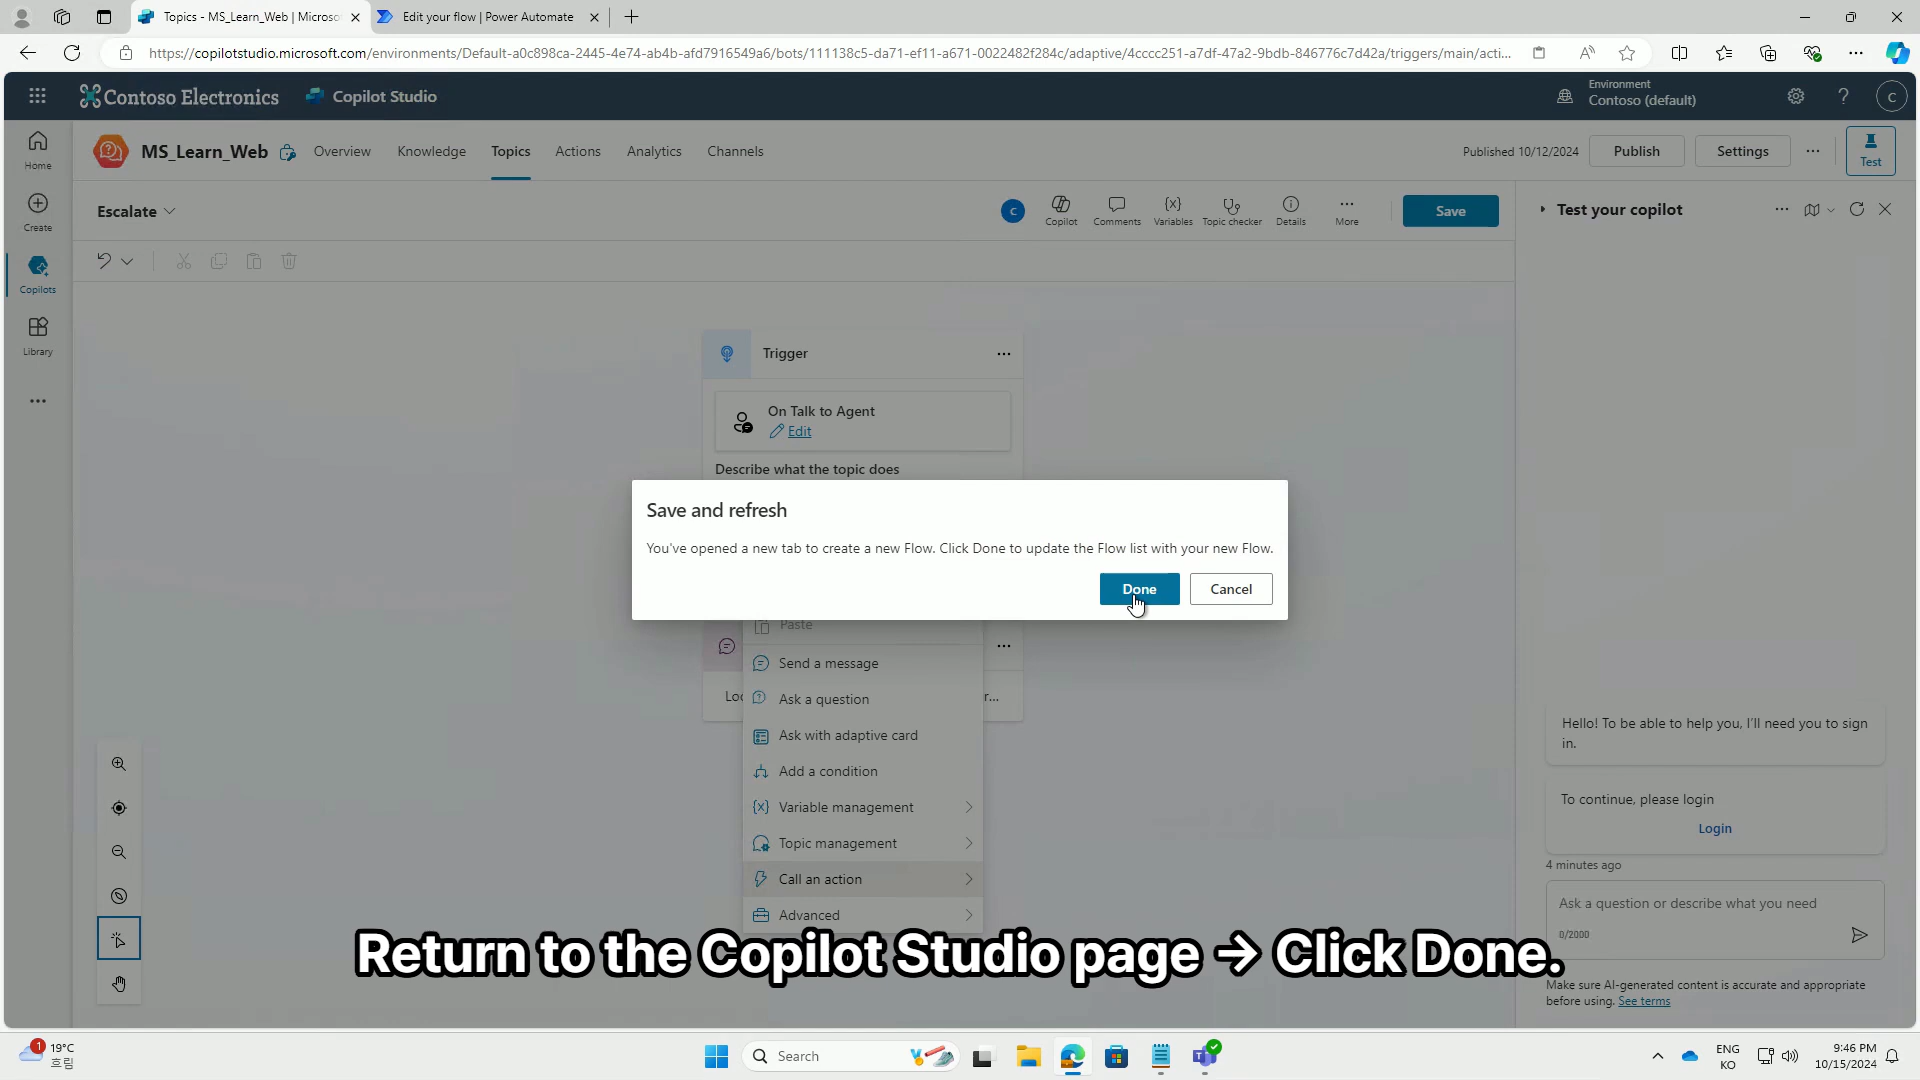 Topics - MS_Learn_Web | Microso
Edit your flow | Power Automate
https://copilotstudio.microsoft.com/environments/Default-a0c898ca-2445-4e74-ab4b-afd7916549a6/bots/111138c5-da71-ef11-a671-0022482f284c/adaptive/4cccc251-a7df-47a2-9bdb-846776c7d42a/triggers/main/acti...
Contoso Electronics
Copilot Studio
Environment
Contoso (default)
C
Home
Create
Copilots
Library
MS_Learn_Web
Overview
Knowledge
Topics
Actions
Analytics
Channels
Published 10/12/2024
Publish
Settings
Test
Escalate
C
Copilot
Comments
Variables
Topic checker
Details
More
Save
Test your copilot
Trigger
On Talk to Agent
Edit
Describe what the topic does
Save and refresh
You've opened a new tab to create a new Flow. Click Done to update the Flow list with your new Flow.
Done
Cancel
Paste
Send a message
Ask a question
Ask with adaptive card
Add a condition
Variable management
Topic management
Call an action
Advanced
Hello! To be able to help you, I'll need you to sign
in.
To continue, please login
Login
4 minutes ago
Ask a question or describe what you need
0/2000
Make sure AI-generated content is accurate and appropriate
before using. See terms
Return to the Copilot Studio page → Click Done.
1
19°C
흐림
Search
ENG
KO
9:46 PM
10/15/2024